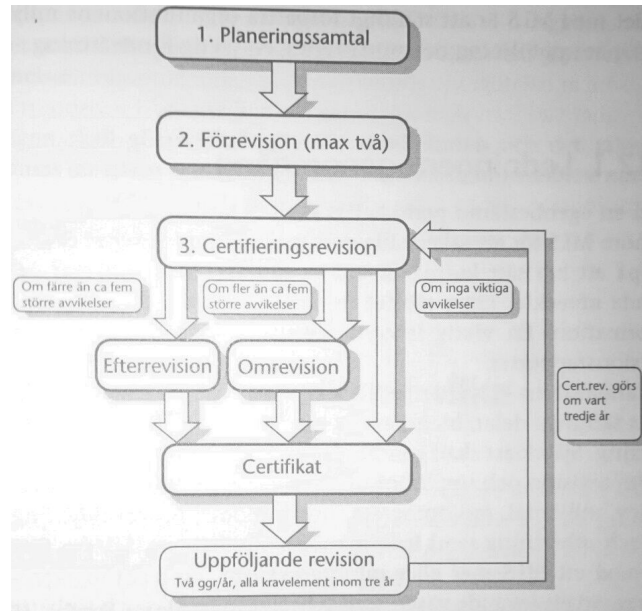 1. Planeringssamtal
2. Förrevision (max två)
3. Certifieringsrevision
Om färre än ca fem
större avvikelser
Om fler än ca fem
större avvikelser
Om inga viktiga
avvikelser
Efterrevision
Omrevision
Cert.rev. görs
om vart
tredje år
Certifikat
Uppföljande revision
Två ggr/år, alla kravelement inom tre år